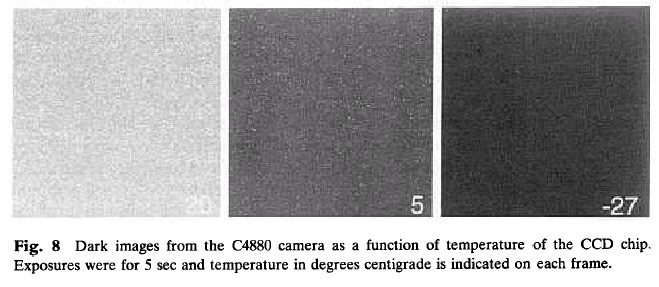 20
5
-27
Fig. 8 Dark images from the C4880 camera as a function of temperature of the CCD chip.
Exposures were for 5 sec and temperature in degrees centigrade is indicated on each frame.